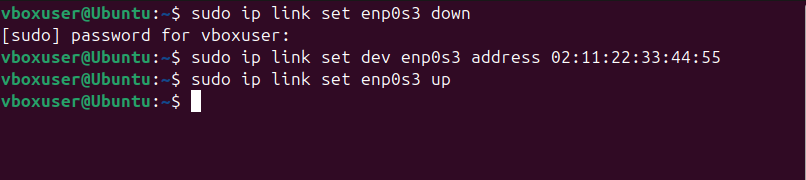 vboxuser@Ubuntu:~$ sudo ip link set enp0s3 down
[sudo] password for vboxuser:
vboxuser@Ubuntu:~$ sudo ip link set dev enp0s3 address 02:11:22:33:44:55
vboxuser@Ubuntu:~$ sudo ip link set enp0s3 up
vboxuser@Ubuntu:~$